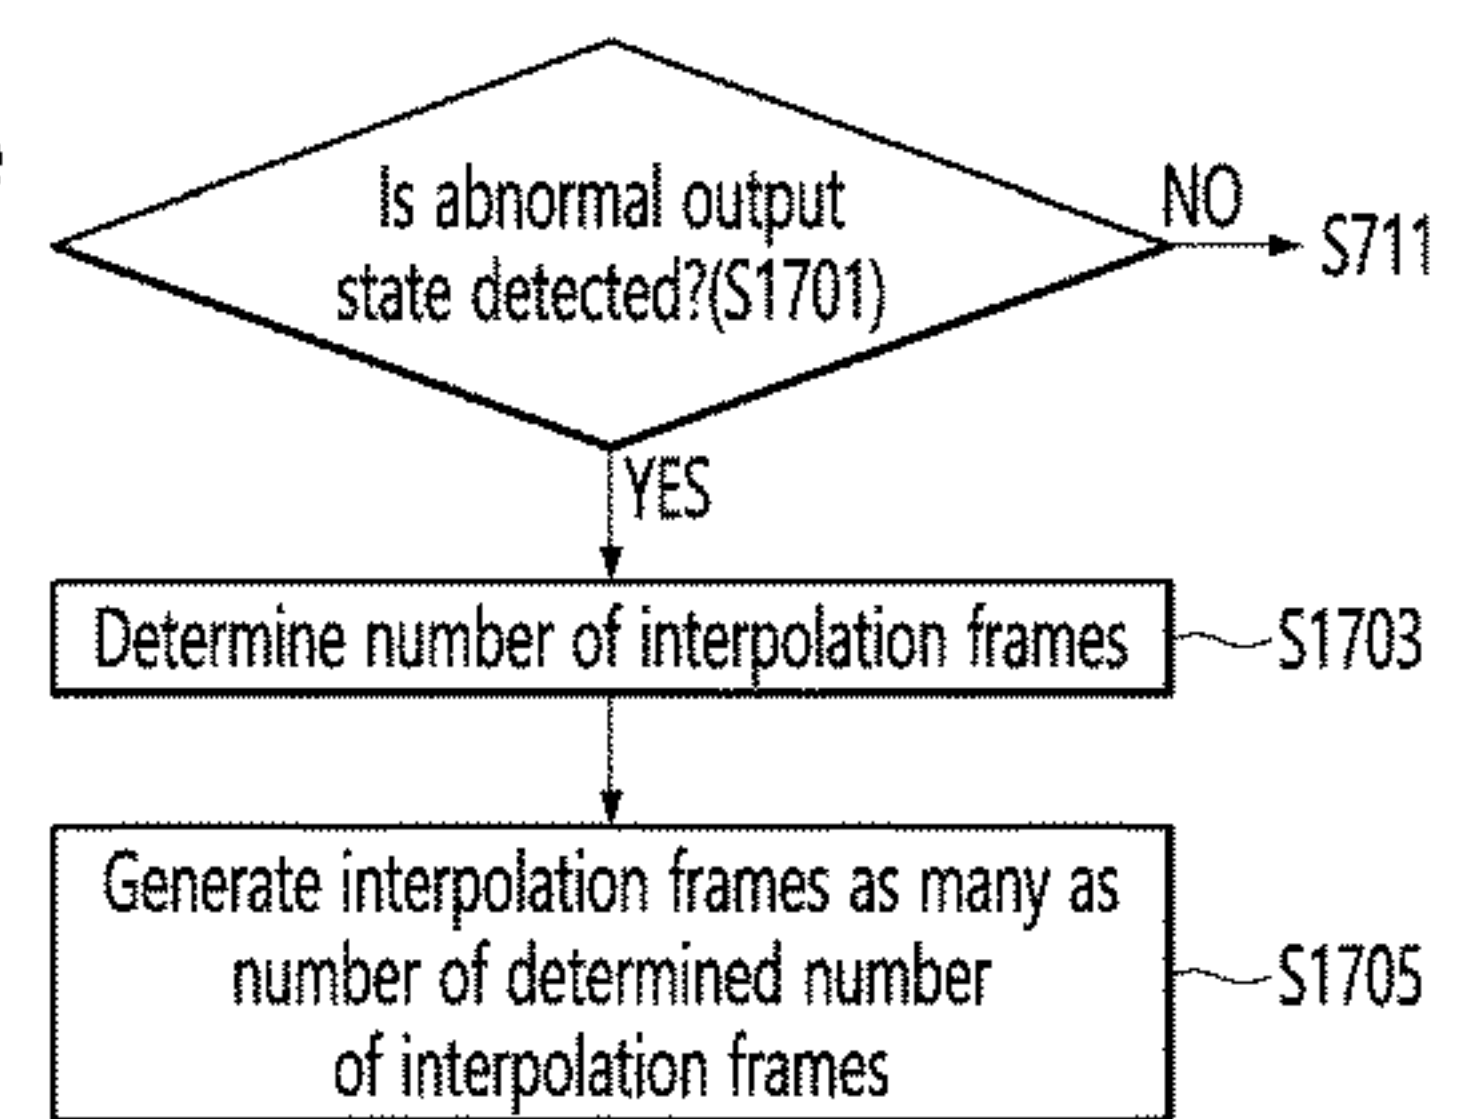 Is abnormal output
state detected?(S1701)
NO
S711
YES
Determine number of interpolation frames
S1703
Generate interpolation frames as many as
number of determined number
of interpolation frames
S1705